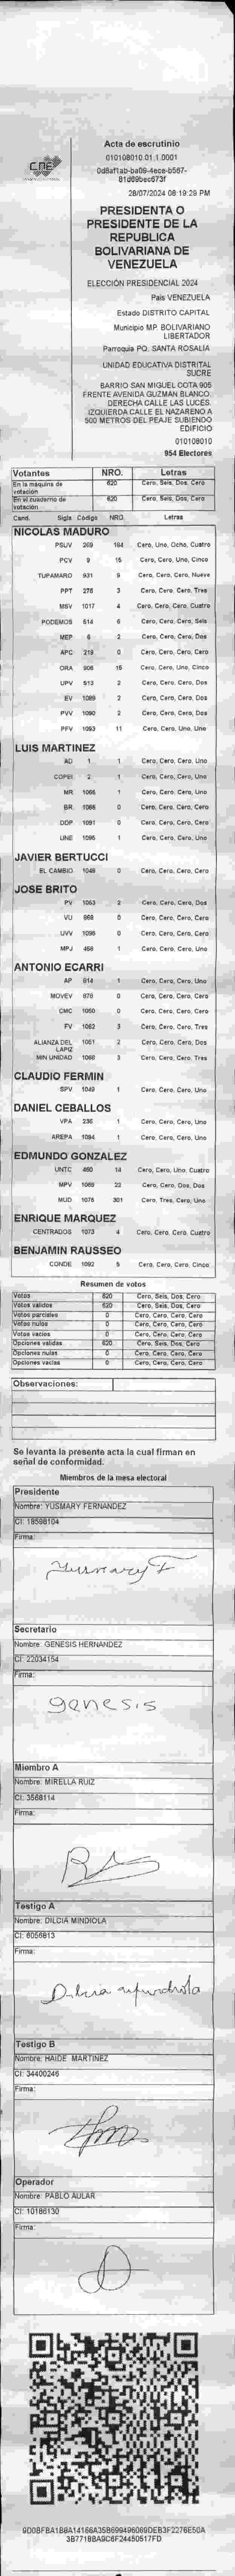 CNE
Acta de escrutinio
010108010.01.1.0001
28/07/2024 08:19:29 PM
PRESIDENTA O
PRESIDENTE DE LA
REPUBLICA
BOLIVARIANA DE
VENEZUELA
ELECCIÓN PRESIDENCIAL 2024
Pais VENEZUELA
Estado DISTRITO CAPITAL
Municipio MP. BOLIVARIANO
LIBERTADOR
Parroquia PQ. SANTA ROSALIA
UNIDAD EDUCATIVA DISTRITAL
SUCRE
BARRIO SAN MIGUEL COTA 905
FRENTE AVENIDA GUZMAN BLANCO.
DERECHA CALLE LAS LUCES.
IZQUIERDA CALLE EL NAZARENO A
500 METROS DEL PEAJE SUBIENDO
EDIFICIO
010108010
954 Electores
Votantes NRO. Letras
En la máquina de votación 620 Cero, Seis, Dos, Cero
En el cuaderno de votación 620 Cero, Seis, Dos, Cero
Cand. Sigla Código NRO. Letras
NICOLAS MADURO
PSUV 269 184 Cero, Uno, Ocho, Cuatro
PCV 9 15 Cero, Cero, Uno, Cinco
TUPAMARO 931 9 Cero, Cero, Cero, Nueve
PPT 276 3 Cero, Cero, Cero, Tres
MSV 1017 4 Cero, Cero, Cero, Cuatro
PODEMOS 514 6 Cero, Cero, Cero, Seis
MEP 6 2 Cero, Cero, Cero, Dos
APC 218 0 Cero, Cero, Cero, Cero
ORA 906 15 Cero, Cero, Uno, Cinco
UPV 513 2 Cero, Cero, Cero, Dos
EV 1089 2 Cero, Cero, Cero, Dos
PVV 1090 2 Cero, Cero, Cero, Dos
PFV 1093 11 Cero, Cero, Uno, Uno
LUIS MARTINEZ
AD 1 1 Cero, Cero, Cero, Uno
COPEI 2 1 Cero, Cero, Cero, Uno
MR 1066 1 Cero, Cero, Cero, Uno
BR 1086 0 Cero, Cero, Cero, Cero
DDP 1091 0 Cero, Cero, Cero, Cero
UNE 1095 1 Cero, Cero, Cero, Uno
JAVIER BERTUCCI
EL CAMBIO 1048 0 Cero, Cero, Cero, Cero
JOSE BRITO
PV 1053 2 Cero, Cero, Cero, Dos
VU 868 0 Cero, Cero, Cero, Cero
UVV 1098 0 Cero, Cero, Cero, Cero
MPJ 458 1 Cero, Cero, Cero, Uno
ANTONIO ECARRI
AP 814 1 Cero, Cero, Cero, Uno
MOVEV 878 0 Cero, Cero, Cero, Cero
CMC 1050 0 Cero, Cero, Cero, Cero
FV 1062 3 Cero, Cero, Cero, Tres
ALIANZA DEL LAPIZ 1051 2 Cero, Cero, Cero, Dos
MIN UNIDAD 1068 3 Cero, Cero, Cero, Tres
CLAUDIO FERMIN
SPV 1049 1 Cero, Cero, Cero, Uno
DANIEL CEBALLOS
VPA 236 1 Cero, Cero, Cero, Uno
AREPA 1094 1 Cero, Cero, Cero, Uno
EDMUNDO GONZALEZ
UNTC 460 14 Cero, Cero, Uno, Cuatro
MPV 1069 22 Cero, Cero, Dos, Dos
MUD 1076 301 Cero, Tres, Cero, Uno
ENRIQUE MARQUEZ
CENTRADOS 1073 4 Cero, Cero, Cero, Cuatro
BENJAMIN RAUSSEO
CONDE 1092 5 Cero, Cero, Cero, Cinco
Resumen de votos
Votos 620 Cero, Seis, Dos, Cero
Votos válidos 620 Cero, Seis, Dos, Cero
Votos parciales 0 Cero, Cero, Cero, Cero
Votos nulos 0 Cero, Cero, Cero, Cero
Votos vacíos 0 Cero, Cero, Cero, Cero
Opciones válidas 620 Cero, Seis, Dos, Cero
Opciones nulas 0 Cero, Cero, Cero, Cero
Opciones vacías 0 Cero, Cero, Cero, Cero
Observaciones:
Se levanta la presente acta la cual firman en
señal de conformidad.
Miembros de la mesa electoral
Presidente
Nombre: YUSMARY FERNANDEZ
CI: 18598104
Firma:
Yusmary F
Secretario
Nombre: GENESIS HERNANDEZ
CI: 22034154
Firma:
genesis
Miembro A
Nombre: MIRELLA RUIZ
CI: 3568114
Firma:
Testigo A
Nombre: DILCIA MINDIOLA
CI: 6056813
Firma:
Testigo B
Nombre: HAIDE MARTINEZ
CI: 34400246
Firma:
Operador
Nombre: PABLO AULAR
CI: 10186130
Firma: